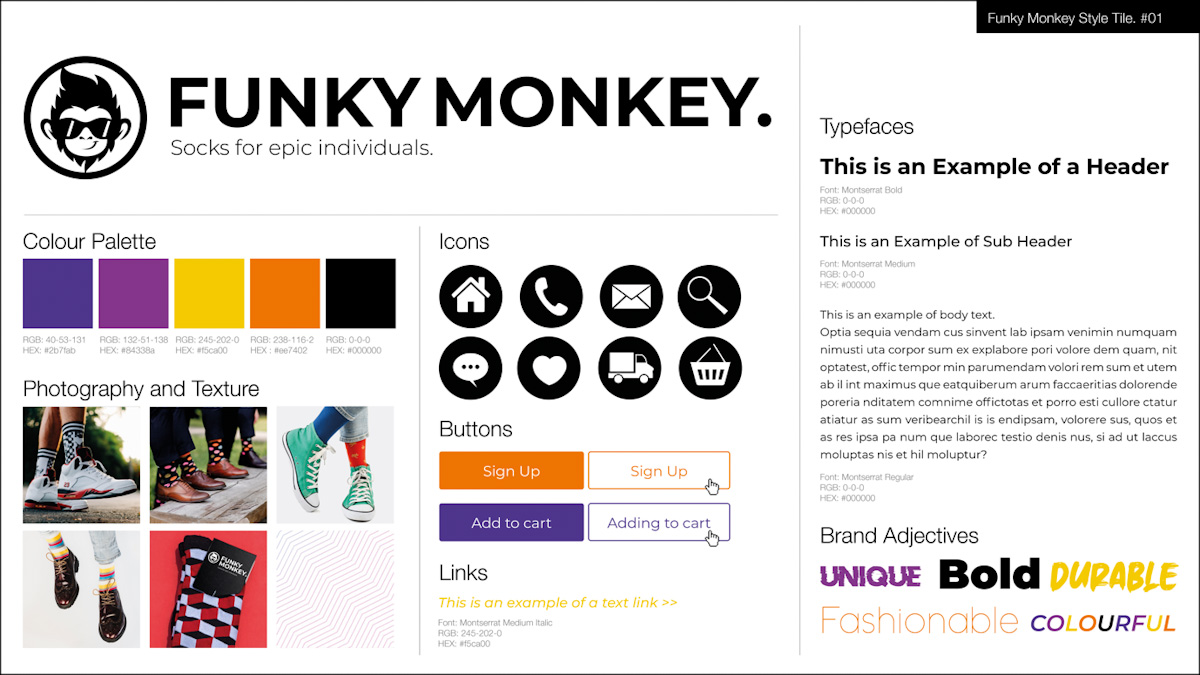 Funky Monkey Style Tile. #01
FUNKY MONKEY.
Socks for epic individuals.
Colour Palette
RGB: 40-53-131
HEX: #2b7fab
RGB: 132-51-138
HEX: #84338a
RGB: 245-202-0
HEX: #f5ca00
RGB: 238-116-2
HEX : #ee7402
RGB: 0-0-0
HEX: #000000
Photography and Texture
FUNKY
MONKEY.
Icons
Buttons
Sign Up
Sign Up
Add to cart
Adding to cart
Links
This is an example of a text link >>
Font: Montserrat Medium Italic
RGB: 245-202-0
HEX: #f5ca00
Typefaces
This is an Example of a Header
Font: Montserrat Bold
RGB: 0-0-0
HEX: #000000
This is an Example of Sub Header
Font: Montserrat Medium
RGB: 0-0-0
HEX: #000000
This is an example of body text.
Optia sequia vendam cus sinvent lab ipsam venimin numquam
nimusti uta corpor sum ex explabore pori volore dem quam, nit
optatest, offic tempor min parumendam volori rem sum et utem
ab il int maximus que eatquiberum arum faccaeritias dolorende
poreria nditatem comnime offictotas et porro esti cullore ctatur
atiatur as sum veribearchil is is endipsam, volorere sus, quos et
as res ipsa pa num que laborec testio denis nus, si ad ut laccus
moluptas nis et hil moluptur?
Font: Montserrat Regular
RGB: 0-0-0
HEX: #000000
Brand Adjectives
UNIQUE Bold DURABLE
Fashionable COLOURFUL